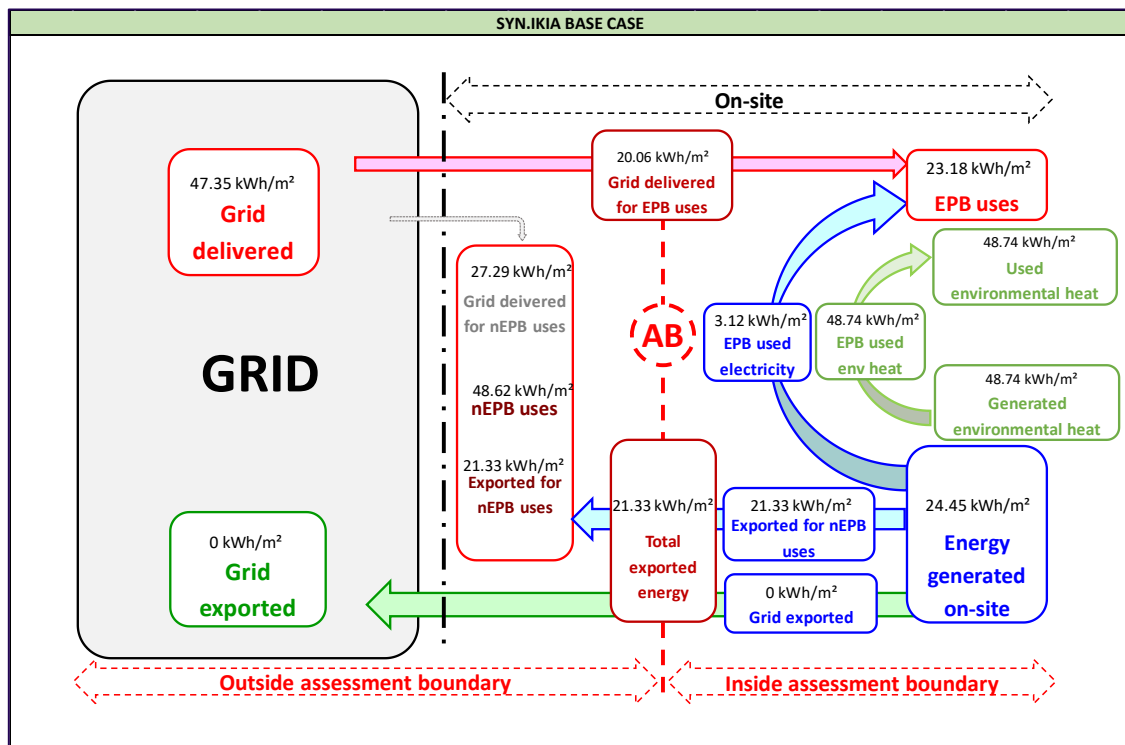 SYN.IKIA BASE CASE
On-site
47.35 kWh/m²
Grid
delivered
20.06 kWh/m²
Grid delivered
for EPB uses
23.18 kWh/m²
EPB uses
27.29 kWh/m²
Grid deivered
for nEPB uses
48.62 kWh/m²
nEPB uses
21.33 kWh/m²
Exported for
nEPB uses
GRID
AB
3.12 kWh/m²
EPB used
electricity
48.74 kWh/m²
EPB used
env heat
48.74 kWh/m²
Used
environmental heat
48.74 kWh/m²
Generated
environmental heat
0 kWh/m²
Grid
exported
21.33 kWh/m²
Total
exported
energy
21.33 kWh/m²
Exported for nEPB
uses
0 kWh/m²
Grid exported
24.45 kWh/m²
Energy
generated
on-site
Outside assessment boundary
Inside assessment boundary